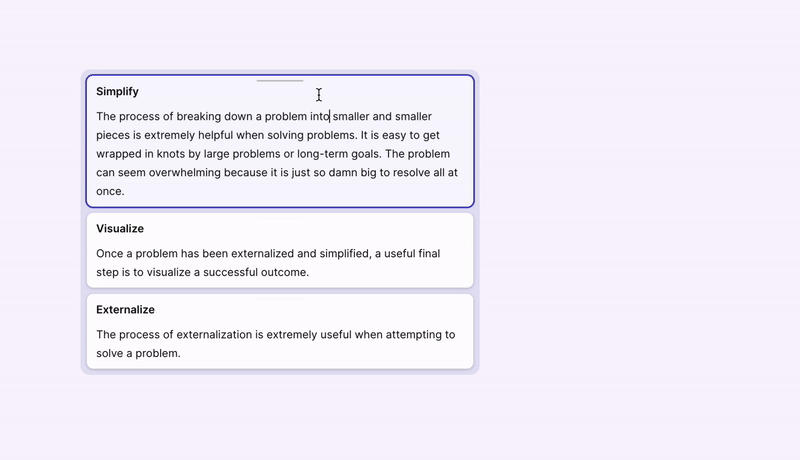 Simplify
The process of breaking down a problem into smaller and smaller
pieces is extremely helpful when solving problems. It is easy to get
wrapped in knots by large problems or long-term goals. The problem
can seem overwhelming because it is just so damn big to resolve all at
once.
Visualize
Once a problem has been externalized and simplified, a useful final
step is to visualize a successful outcome.
Externalize
The process of externalization is extremely useful when attempting to
solve a problem.